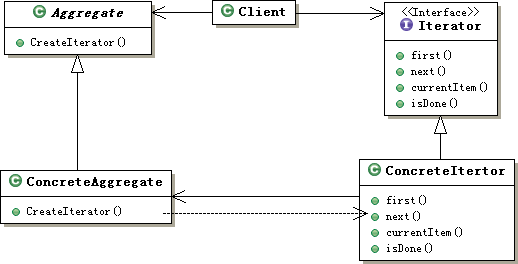 Aggregate
CreateIterator()
Client
<<Interface>>
Iterator
first()
next()
currentItem()
isDone()
ConcreteAggregate
CreateIterator()
ConcreteItertor
first()
next()
currentItem()
isDone()